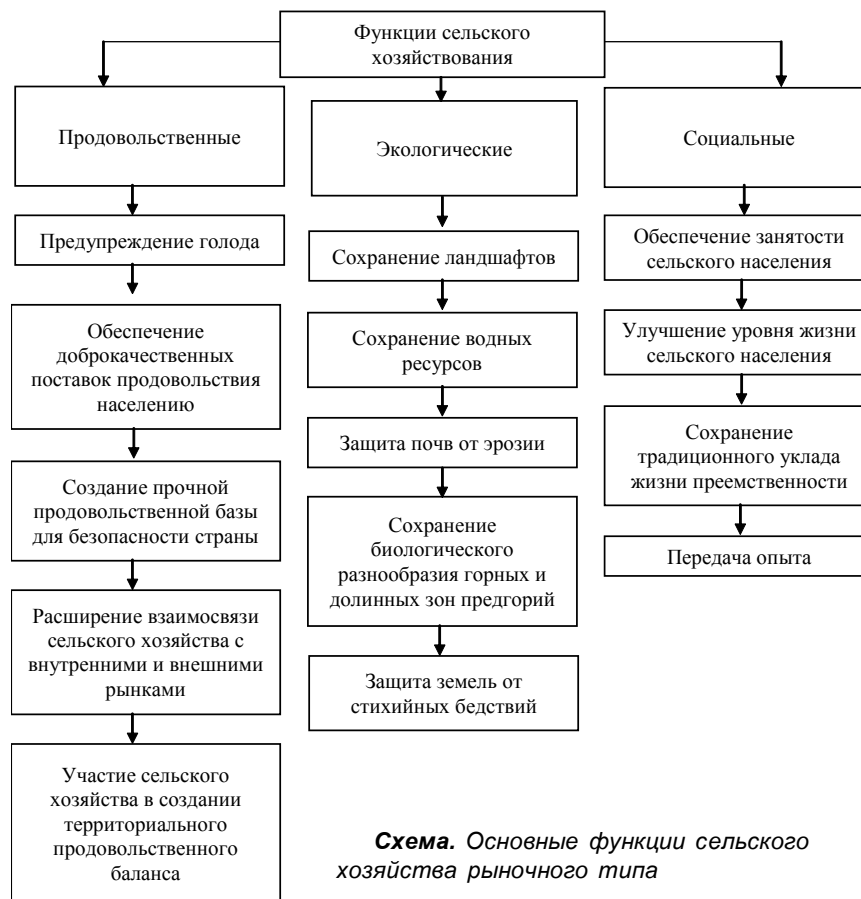 Функции сельского
хозяйствования
Продовольственные
Предупреждение голода
Обеспечение
доброкачественных
поставок продовольствия
населению
Создание прочной
продовольственной базы
для безопасности страны
Расширение взаимосвязи
сельского хозяйства с
внутренними и внешними
рынками
Участие сельского
хозяйства в создании
территориального
продовольственного
баланса
Экологические
Сохранение ландшафтов
Сохранение водных
ресурсов
Защита почв от эрозии
Сохранение
биологического
разнообразия горных и
долинных зон предгорий
Защита земель от
стихийных бедствий
Социальные
Обеспечение занятости
сельского населения
Улучшение уровня жизни
сельского населения
Сохранение
традиционного уклада
жизни преемственности
Передача опыта
Схема. Основные функции сельского
хозяйства рыночного типа